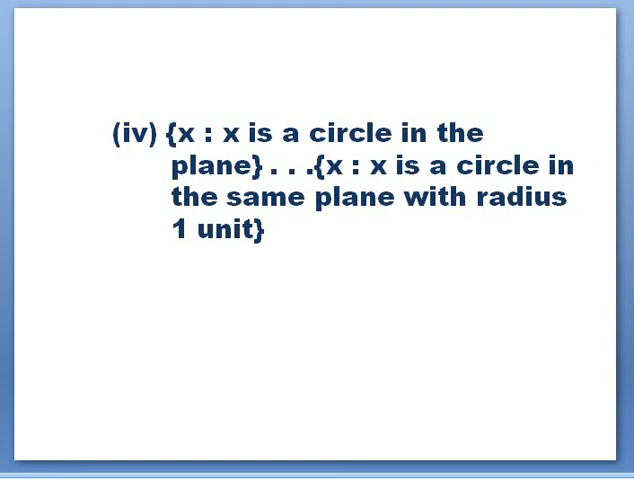 (iv) {x : x is a circle in the
plane} . . .{x : x is a circle in
the same plane with radius
1 unit}